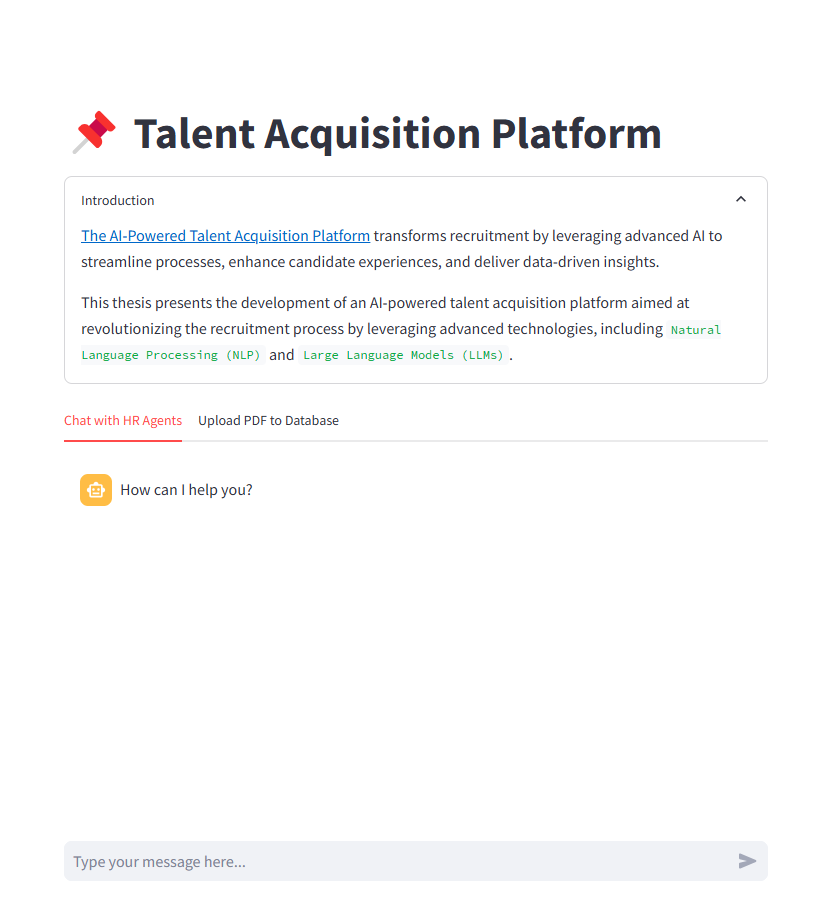 Talent Acquisition Platform
Introduction
The AI-Powered Talent Acquisition Platform transforms recruitment by leveraging advanced AI to
streamline processes, enhance candidate experiences, and deliver data-driven insights.
This thesis presents the development of an AI-powered talent acquisition platform aimed at
revolutionizing the recruitment process by leveraging advanced technologies, including Natural
Language Processing (NLP) and Large Language Models (LLMs).
Chat with HR Agents Upload PDF to Database
How can I help you?
Type your message here...